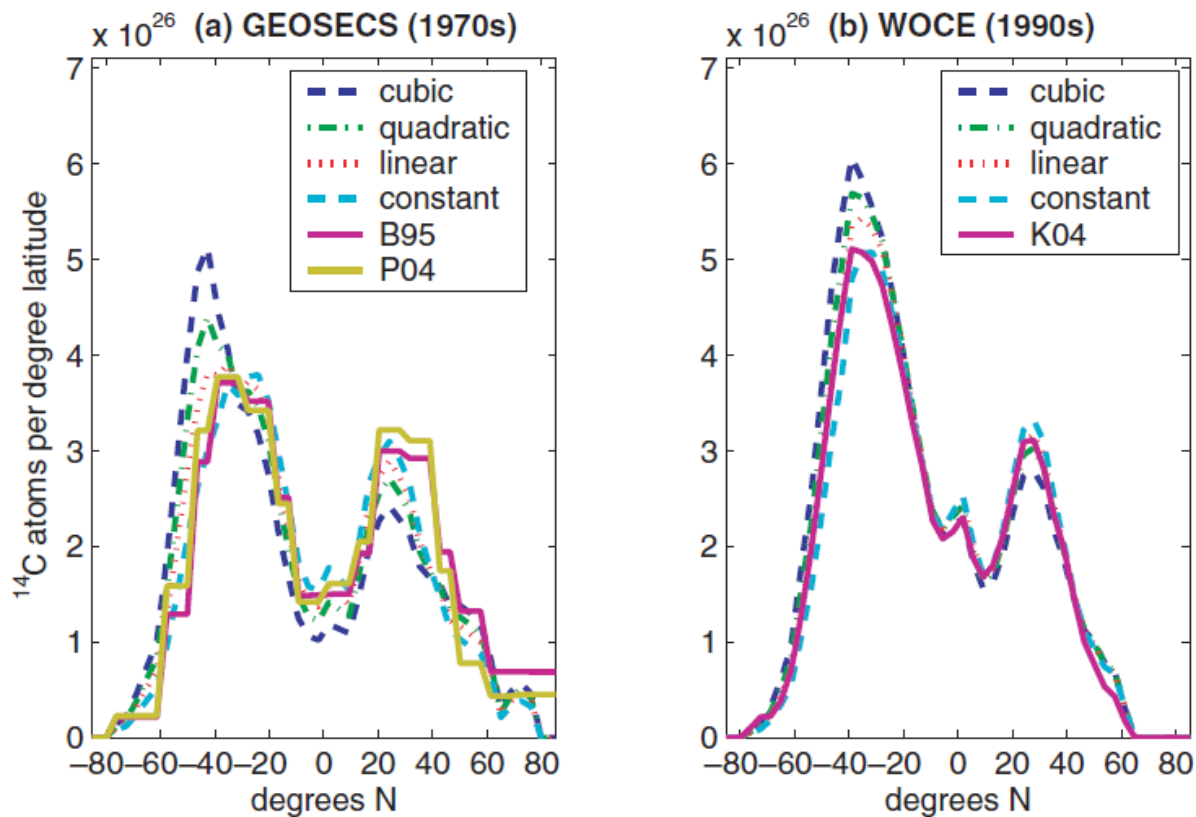 x 10^26 (a) GEOSECS (1970s)
7
6
5
4
3
2
1
0
¹⁴C atoms per degree latitude
cubic
quadratic
linear
constant
B95
P04
−80 −60 −40 −20 0 20 40 60 80
degrees N
x 10^26 (b) WOCE (1990s)
7
6
5
4
3
2
1
0
cubic
quadratic
linear
constant
K04
−80 −60 −40 −20 0 20 40 60 80
degrees N